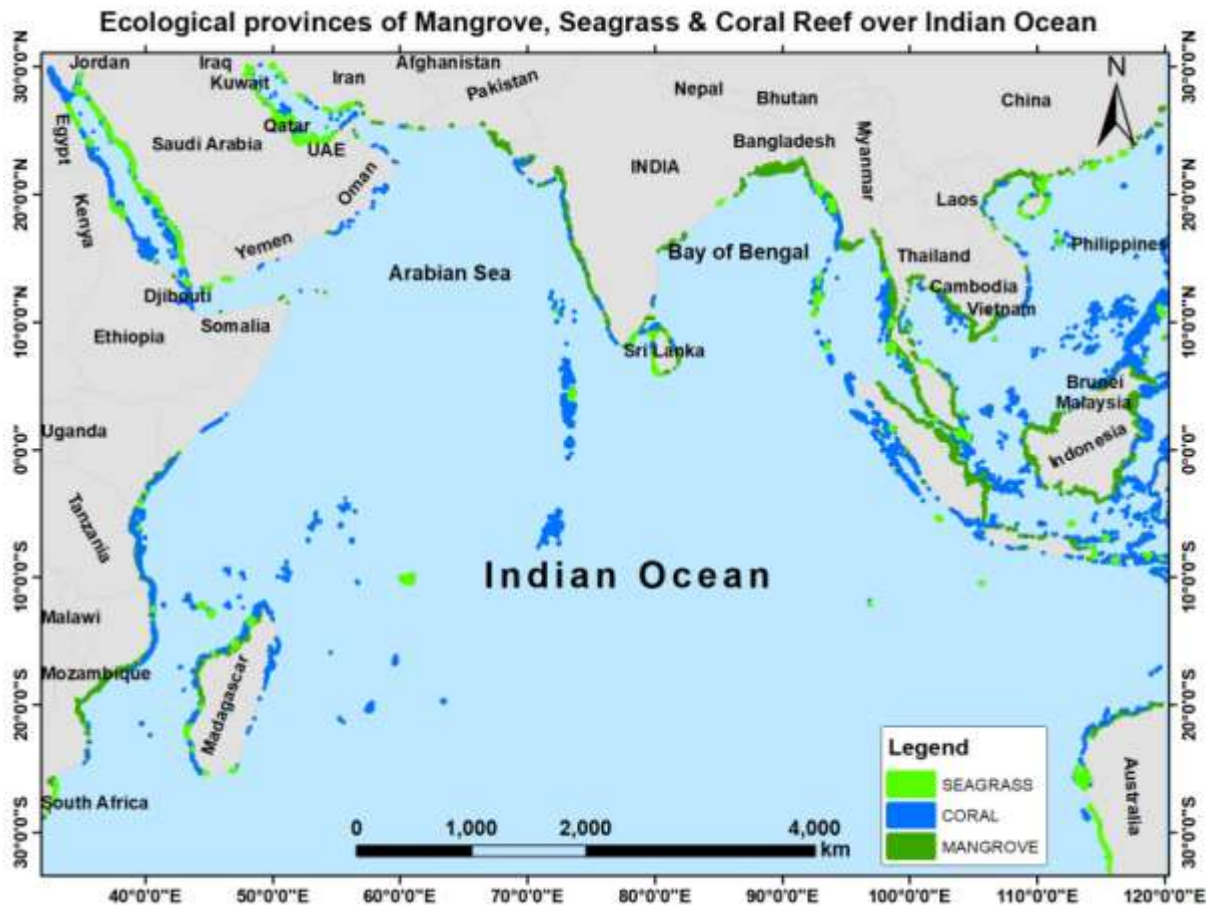 Ecological provinces of Mangrove, Seagrass & Coral Reef over Indian Ocean
30°0'0"N
20°0'0"N
10°0'0"N
0°0'0"
10°0'0"S
20°0'0"S
30°0'0"S
Jordan
Iraq
Kuwait
Iran
Afghanistan
Pakistan
Nepal
Bhutan
China
N
Egypt
Saudi Arabia
Qatar
UAE
Oman
INDIA
Bangladesh
Myanmar
Laos
Kenya
Yemen
Arabian Sea
Bay of Bengal
Thailand
Philippines
Djibouti
Somalia
Ethiopia
Cambodia
Vietnam
Sri Lanka
Brunei
Malaysia
Indonesia
Uganda
Tanzania
Indian Ocean
Malawi
Mozambique
Madagascar
South Africa
Australia
Legend
SEAGRASS
CORAL
MANGROVE
0 1,000 2,000 4,000
km
30°0'0"N
20°0'0"N
10°0'0"N
0°0'0"
10°0'0"S
20°0'0"S
30°0'0"S
40°0'0"E 50°0'0"E 60°0'0"E 70°0'0"E 80°0'0"E 90°0'0"E 100°0'0"E 110°0'0"E 120°0'0"E